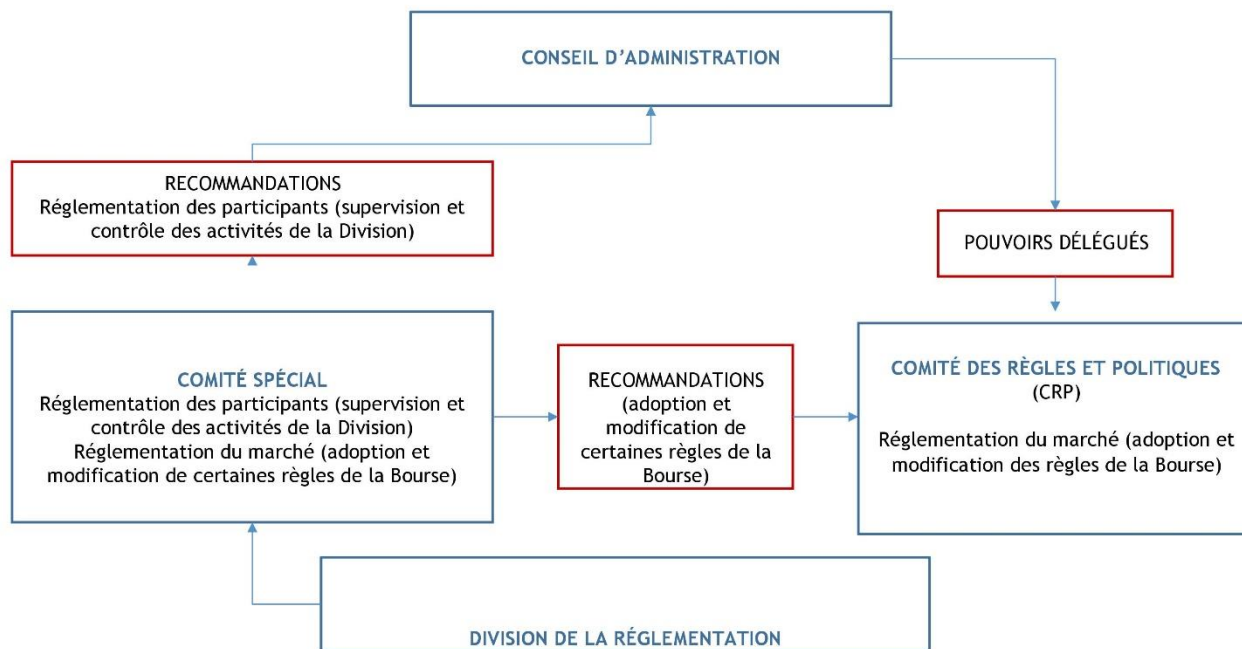 CONSEIL D’ADMINISTRATION
RECOMMANDATIONS
Réglementation des participants (supervision et
contrôle des activités de la Division)
POUVOIRS DÉLÉGUÉS
COMITÉ SPÉCIAL
Réglementation des participants (supervision et
contrôle des activités de la Division)
Réglementation du marché (adoption et
modification de certaines règles de la Bourse)
RECOMMANDATIONS
(adoption et
modification de
certaines règles de la
Bourse)
COMITÉ DES RÈGLES ET POLITIQUES
(CRP)
Réglementation du marché (adoption et
modification des règles de la Bourse)
DIVISION DE LA RÉGLEMENTATION